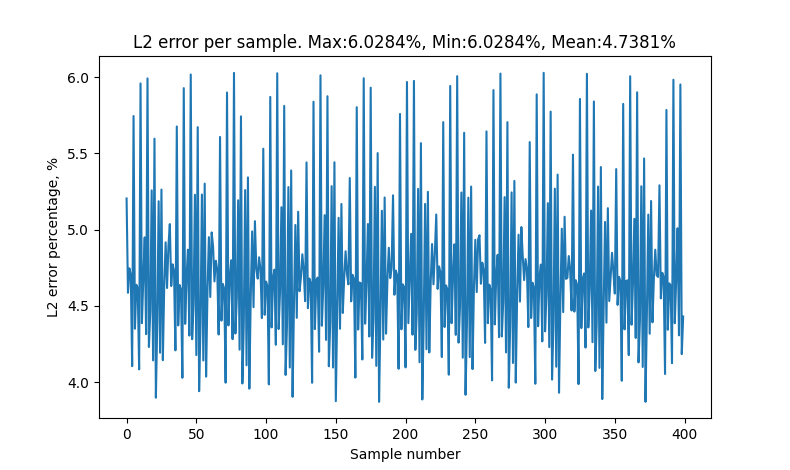 L2 error per sample. Max:6.0284%, Min:6.0284%, Mean:4.7381%
L2 error percentage, %
6.0
5.5
5.0
4.5
4.0
0 50 100 150 200 250 300 350 400
Sample number